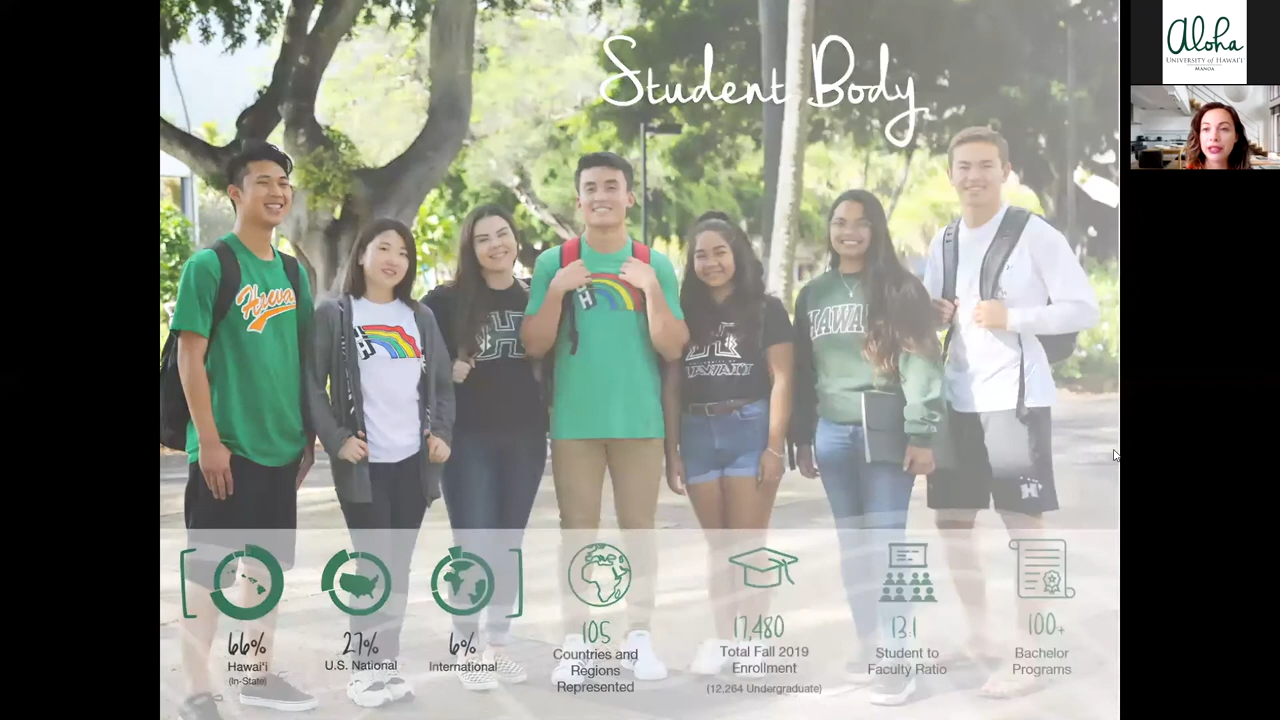 Student Body
Aloha
UNIVERSITY of HAWAI'I
MĀNOA
Hawaii
H
H
H
HAWAI'I
HAWAI
H
66%
Hawai'i
(In-State)
27%
U.S. National
6%
International
105
Countries and
Regions
Represented
17,480
Total Fall 2019
Enrollment
(12,264 Undergraduate)
13:1
Student to
Faculty Ratio
100+
Bachelor
Programs